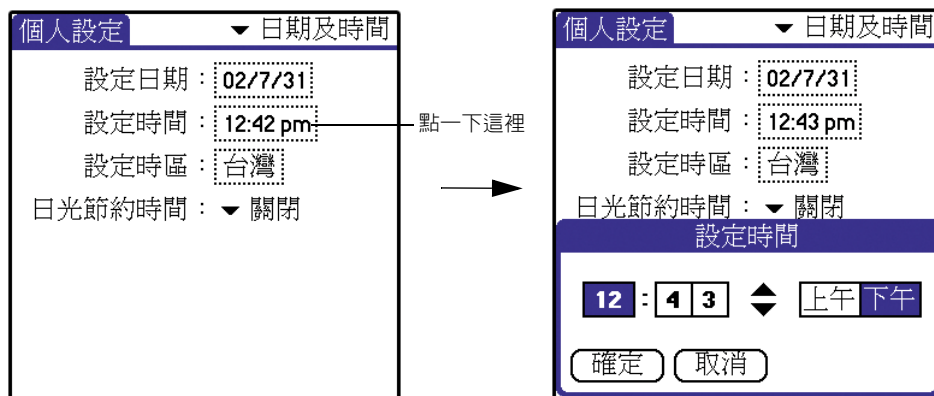 個人設定 ▼ 日期及時間
設定日期： 02/7/31
設定時間： 12:42 pm
點一下這裡
設定時區： 台灣
日光節約時間： ▼ 關閉
個人設定 ▼ 日期及時間
設定日期： 02/7/31
設定時間： 12:43 pm
設定時區： 台灣
日光節約時間： ▼ 關閉
設定時間
12 : 4 3 上午 下午
確定 取消